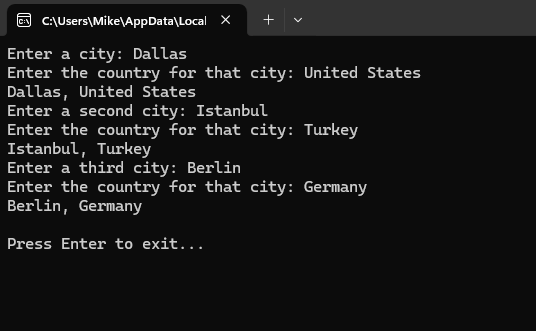 C:\Users\Mike\AppData\Local
Enter a city: Dallas
Enter the country for that city: United States
Dallas, United States
Enter a second city: Istanbul
Enter the country for that city: Turkey
Istanbul, Turkey
Enter a third city: Berlin
Enter the country for that city: Germany
Berlin, Germany
Press Enter to exit...